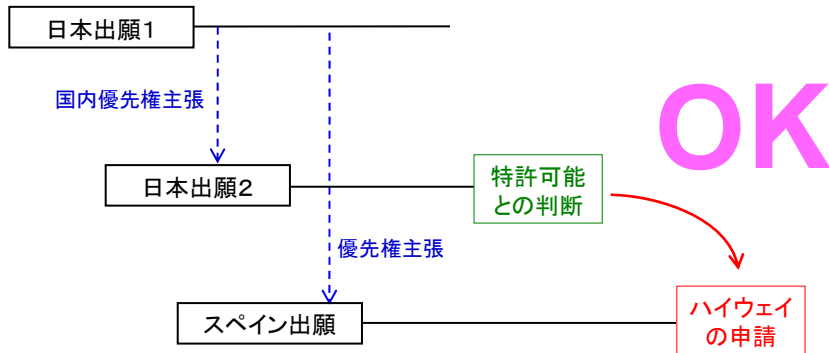 日本出願1
国内優先権主張
OK
日本出願2
特許可能
との判断
優先権主張
スペイン出願
ハイウェイ
の申請